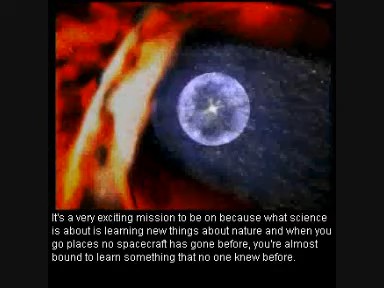 It's a very exciting mission to be on because what science
is about is learning new things about nature and when you
go places no spacecraft has gone before, you're almost
bound to learn something that no one knew before.